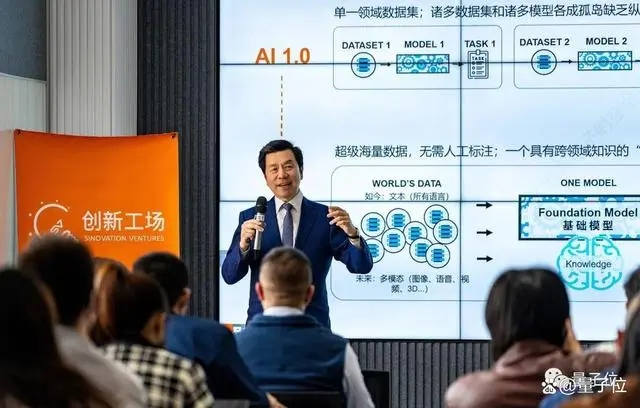 单一领域数据集；诸多数据集和诸多模型各成孤岛缺乏纵
AI 1.0
DATASET 1
MODEL 1
TASK 1
DATASET 2
MODEL 2
TASK
超级海量数据，无需人工标注；一个具有跨领域知识的“
WORLD'S DATA
如今：文本（所有语言）
ONE MODEL
Foundation Model
基础模型
Knowledge
未来：多模态（图像、语音、视
频、3D...）
创新工场
SINOVATION VENTURES
量子位
@量子位